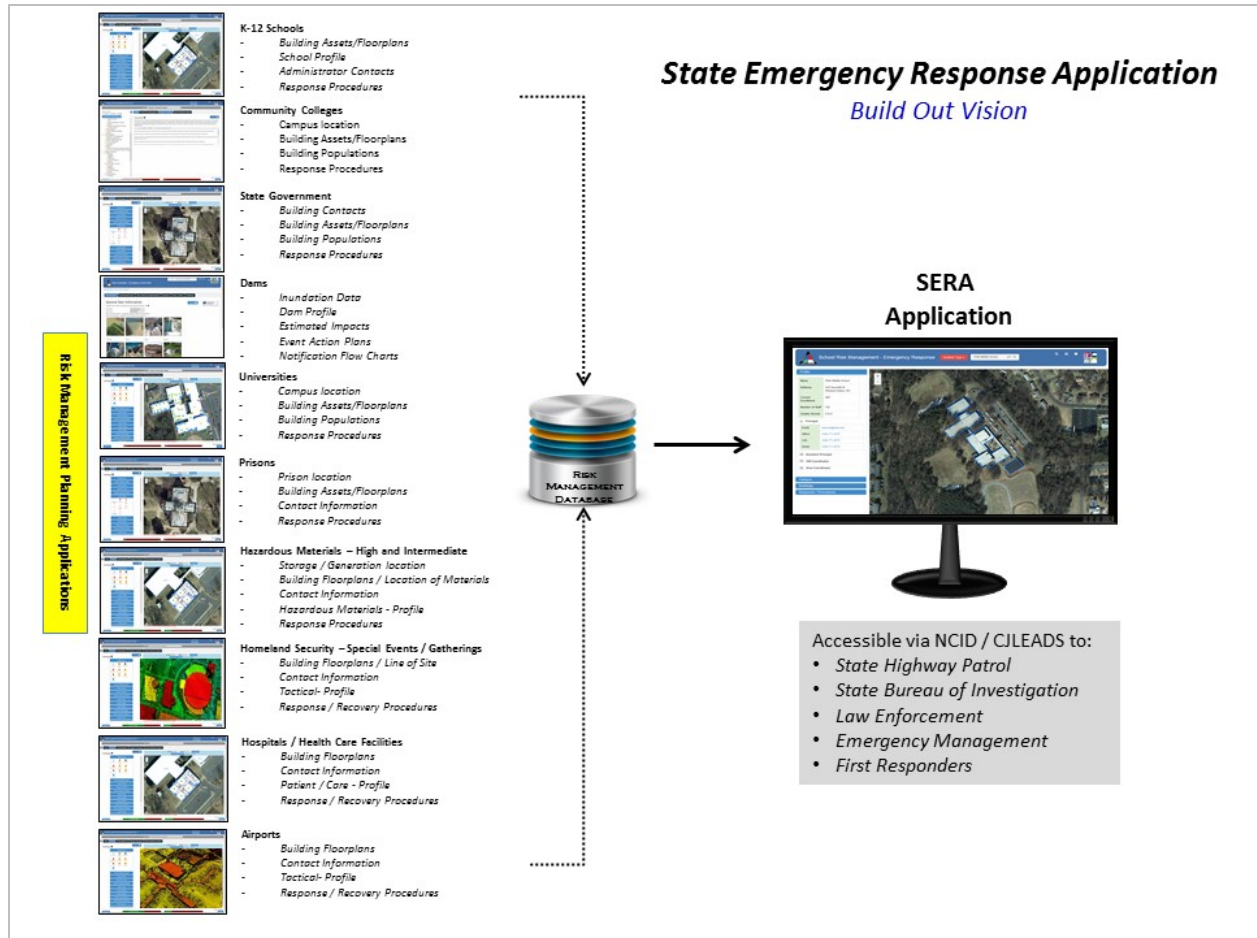 State Emergency Response Application
Build Out Vision
Risk Management Planning Applications
K-12 Schools
- Building Assets/Floorplans
- School Profile
- Administrator Contacts
- Response Procedures
Community Colleges
- Campus location
- Building Assets/Floorplans
- Building Populations
- Response Procedures
State Government
- Building Contacts
- Building Assets/Floorplans
- Building Populations
- Response Procedures
Dams
- Inundation Data
- Dam Profile
- Estimated Impacts
- Event Action Plans
- Notification Flow Charts
Universities
- Campus location
- Building Assets/Floorplans
- Building Populations
- Response Procedures
Prisons
- Prison location
- Building Assets/Floorplans
- Contact Information
- Response Procedures
Hazardous Materials – High and Intermediate
- Storage / Generation location
- Building Floorplans / Location of Materials
- Contact Information
- Hazardous Materials - Profile
- Response Procedures
Homeland Security – Special Events / Gatherings
- Building Floorplans / Line of Site
- Contact Information
- Tactical- Profile
- Response / Recovery Procedures
Hospitals / Health Care Facilities
- Building Floorplans
- Contact Information
- Patient / Care - Profile
- Response / Recovery Procedures
Airports
- Building Floorplans
- Contact Information
- Tactical- Profile
- Response / Recovery Procedures
Risk
Management
Database
SERA
Application
School Risk Management - Emergency Response
Accessible via NCID / CJLEADS to:
• State Highway Patrol
• State Bureau of Investigation
• Law Enforcement
• Emergency Management
• First Responders